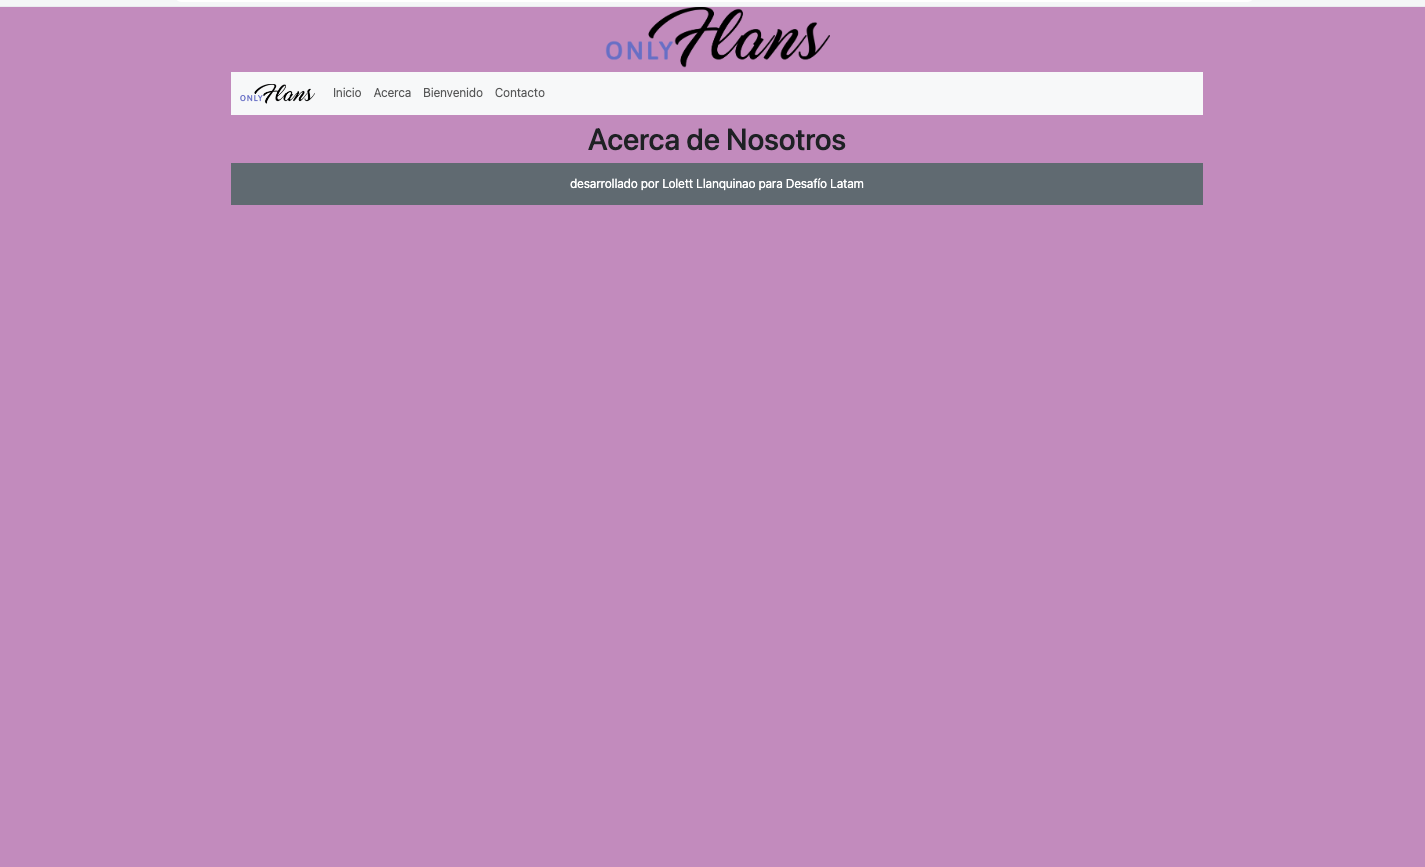 ONLY Flans
ONLY Flans Inicio Acerca Bienvenido Contacto
Acerca de Nosotros
desarrollado por Lolett Llanquinao para Desafío Latam